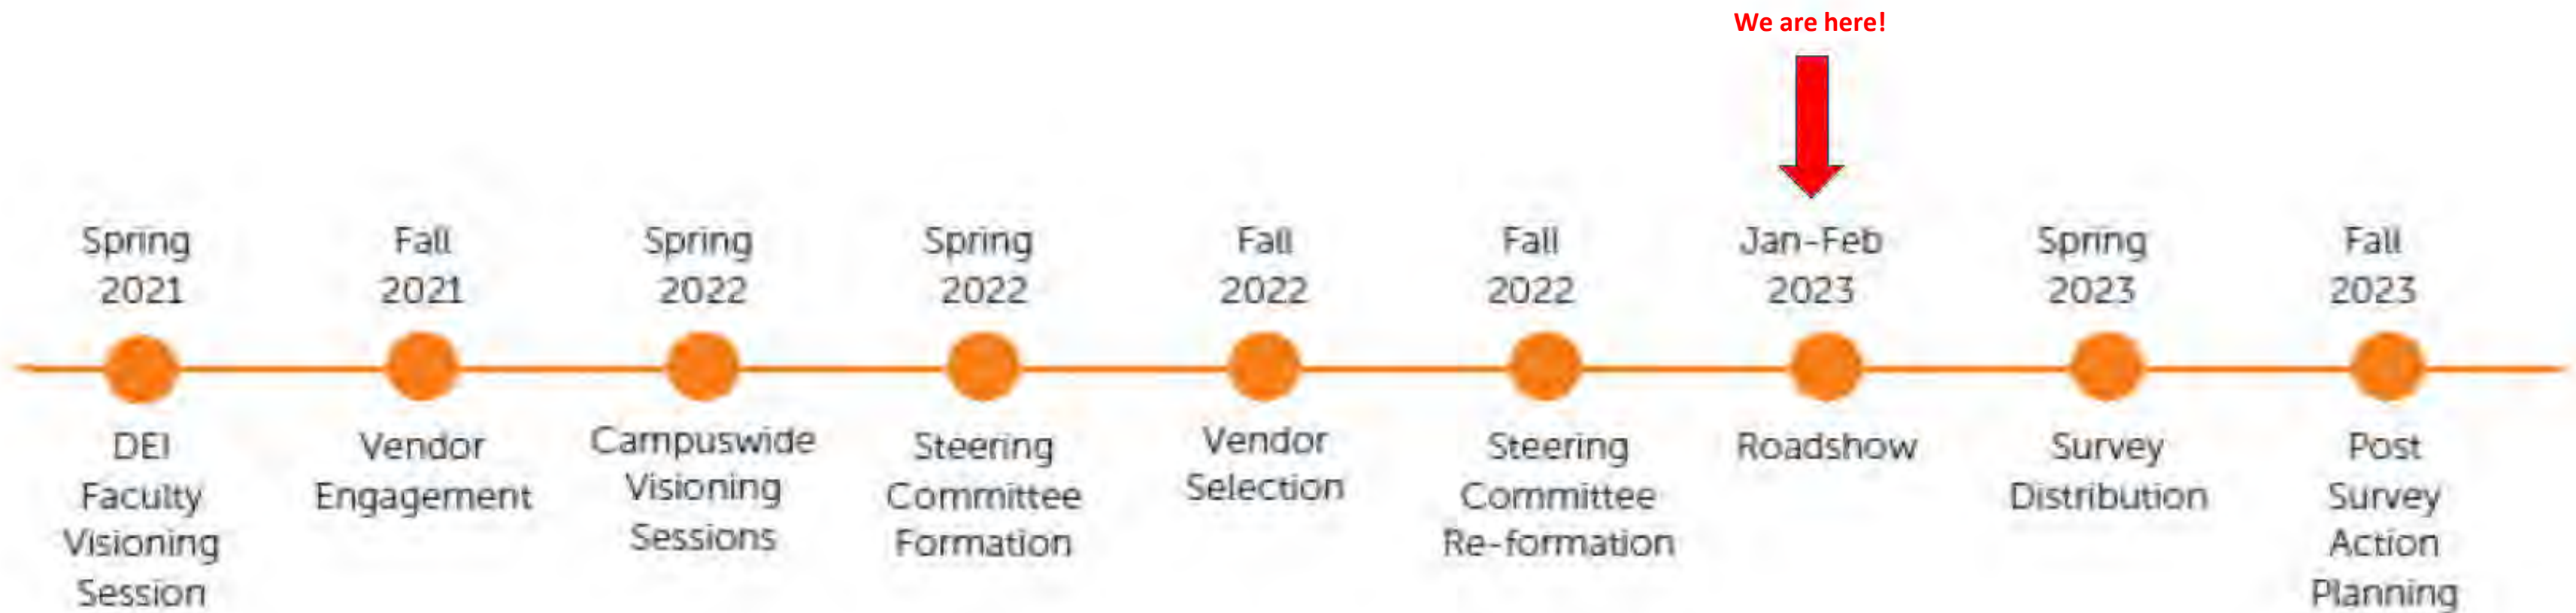 We are here!
Spring
2021
Fall
2021
Spring
2022
Spring
2022
Fall
2022
Fall
2022
Jan-Feb
2023
Spring
2023
Fall
2023
DEI
Faculty
Visioning
Session
Vendor
Engagement
Campuswide
Visioning
Sessions
Steering
Committee
Formation
Vendor
Selection
Steering
Committee
Re-formation
Roadshow
Survey
Distribution
Post
Survey
Action
Planning